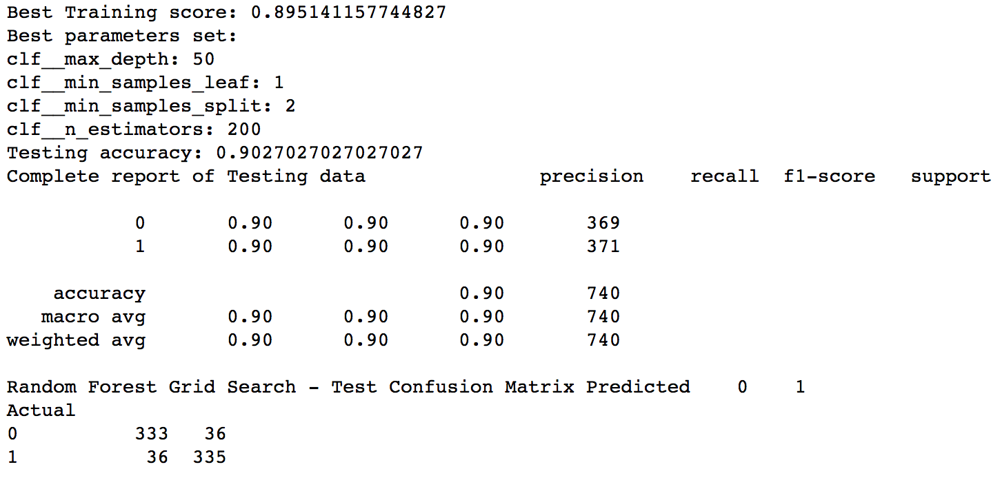 Best Training score: 0.895141157744827
Best parameters set:
clf__max_depth: 50
clf__min_samples_leaf: 1
clf__min_samples_split: 2
clf__n_estimators: 200
Testing accuracy: 0.9027027027027027
Complete report of Testing data               precision    recall  f1-score   support

           0       0.90      0.90      0.90       369
           1       0.90      0.90      0.90       371

    accuracy                           0.90       740
   macro avg       0.90      0.90      0.90       740
weighted avg       0.90      0.90      0.90       740

Random Forest Grid Search - Test Confusion Matrix Predicted    0    1
Actual
0          333   36
1           36  335